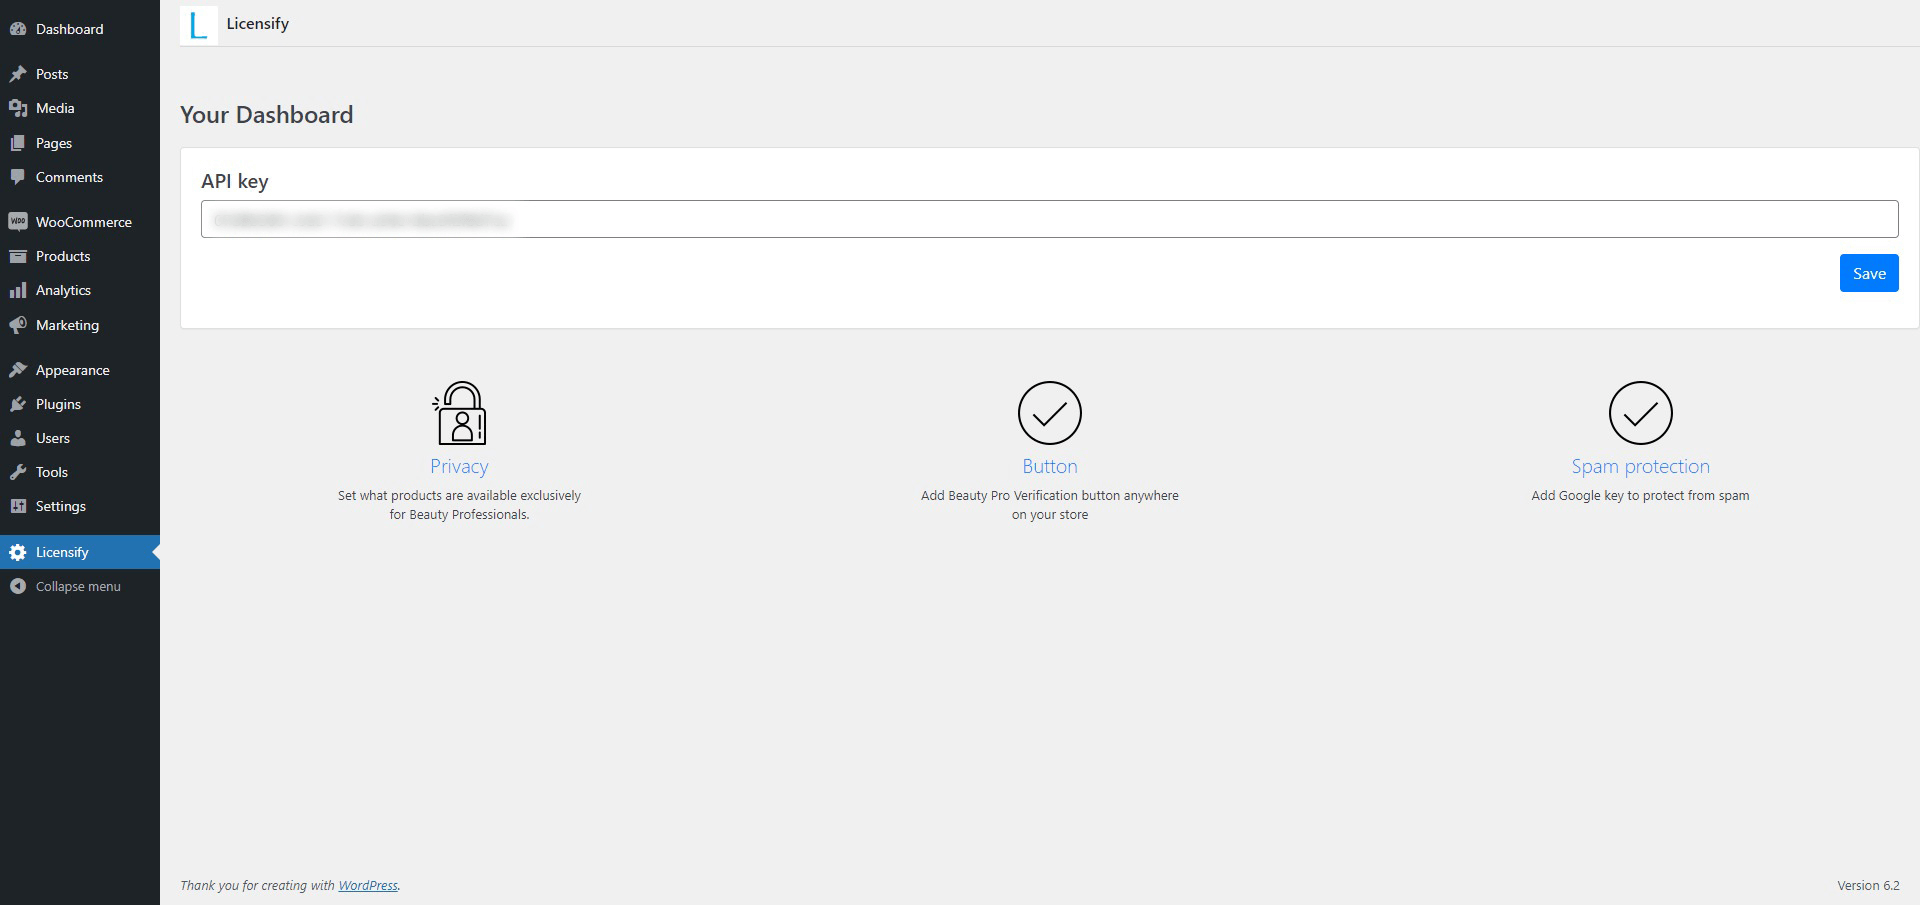 Dashboard
Posts
Media
Pages
Comments
WooCommerce
Products
Analytics
Marketing
Appearance
Plugins
Users
Tools
Settings
Licensify
Collapse menu
L Licensify
Your Dashboard
API key
Save
Privacy
Set what products are available exclusively
for Beauty Professionals.
Button
Add Beauty Pro Verification button anywhere
on your store
Spam protection
Add Google key to protect from spam
Thank you for creating with WordPress.
Version 6.2